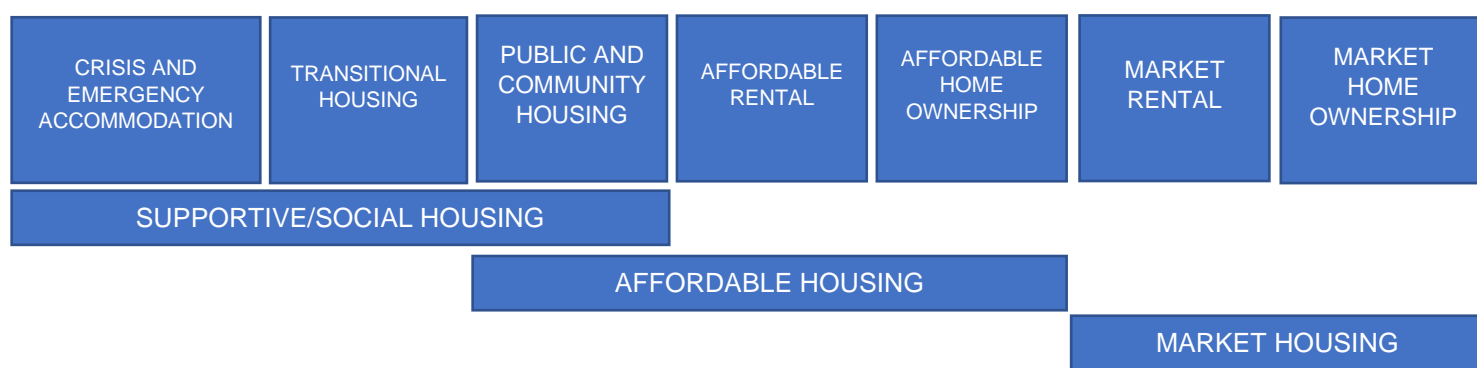 CRISIS AND
EMERGENCY
ACCOMMODATION
TRANSITIONAL
HOUSING
PUBLIC AND
COMMUNITY
HOUSING
AFFORDABLE
RENTAL
AFFORDABLE
HOME
OWNERSHIP
MARKET
RENTAL
MARKET
HOME
OWNERSHIP
SUPPORTIVE/SOCIAL HOUSING
AFFORDABLE HOUSING
MARKET HOUSING